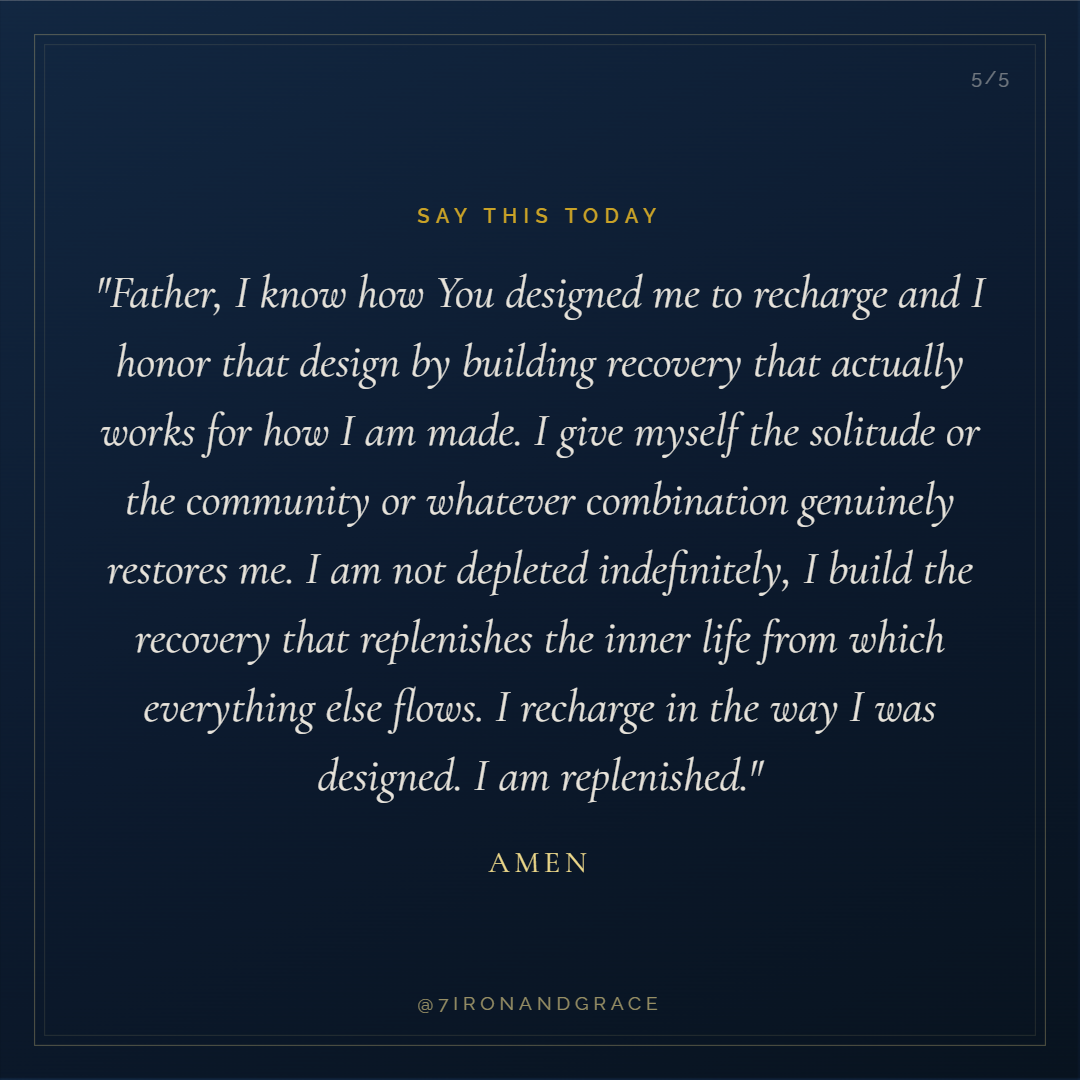 5/5
SAY THIS TODAY
"Father, I know how You designed me to recharge and I
honor that design by building recovery that actually
works for how I am made. I give myself the solitude or
the community or whatever combination genuinely
restores me. I am not depleted indefinitely, I build the
recovery that replenishes the inner life from which
everything else flows. I recharge in the way I was
designed. I am replenished."
AMEN
@7IRONANDGRACE